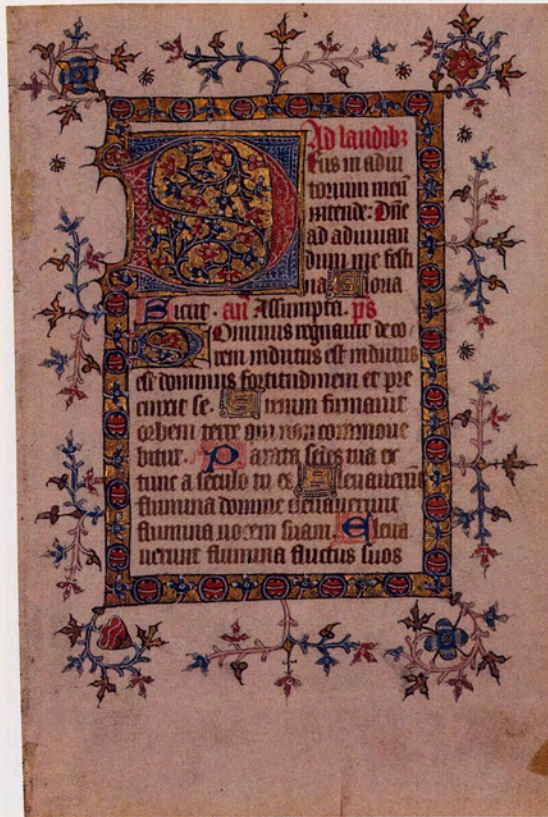 Ad laudibꝫ
Deus in adiu
torium meū
intende: Dn̄e
ad adiuuan
dum me festi
na Gloria
Sicut. an̄ Assumpta. ps
Dominus regnauit deco
rem indutus est indutus
est dominus fortitudinem et pre
cinxit se. Etenim firmauit
orbem terre qui non commoue
bitur. Parata sedes tua ex
tunc a seculo tu es Eleuauerunt
flumina domine eleuauerunt
flumina uocem suam. Eleua
uerunt flumina fluctus suos